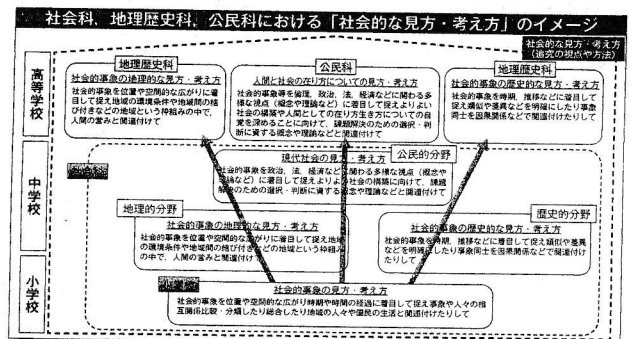 社会科，地理歴史科，公民科における「社会的な見方・考え方」のイメージ
社会的な見方・考え方
（追究の視点や方法）
高等学校
地理歴史科
社会的事象の地理的な見方・考え方
社会的事象を位置や空間的な広がりに
着目して捉え地域の環境条件や地域間の結
び付きなどの地域という枠組みの中で、
人間の営みと関連付けて
公民科
人間と社会の在り方についての見方・考え方
社会的事象等を倫理、政治、法、経済などに関わる多
様な視点（概念や理論など）に着目して捉えよりよい
社会の構築や人間としての在り方生き方についての自
覚を深めることに向けて、課題解決のための選択・判
断に資する概念や理論などと関連付けて
地理歴史科
社会的事象の歴史的な見方・考え方
社会的事象を時期、推移などに着目して
捉え類似や差異などを明確にしたり事象
同士を因果関係などで関連付けたりして
中学校
公民的分野
現代社会の見方・考え方
社会的事象を政治、法、経済などに関わる多様な視点（概念や
理論など）に着目して捉えよりよい社会の構築に向けて、課題
解決のための選択・判断に資する概念や理論などと関連付けて
地理的分野
社会的事象の地理的な見方・考え方
社会的事象を位置や空間的な広がりに着目して捉え地域
の環境条件や地域間の結び付きなどの地域という枠組み
の中で、人間の営みと関連付けて
歴史的分野
社会的事象の歴史的な見方・考え方
社会的事象を時期、推移などに着目して捉え類似や差異
などを明確にしたり事象同士を因果関係などで関連付け
たりして
小学校
社会的事象の見方・考え方
社会的事象を位置や空間的な広がり時期や時間の経過に着目して捉え事象や人々の相
互関係比較・分類したり総合したり地域の人々や国民の生活と関連付けたりして